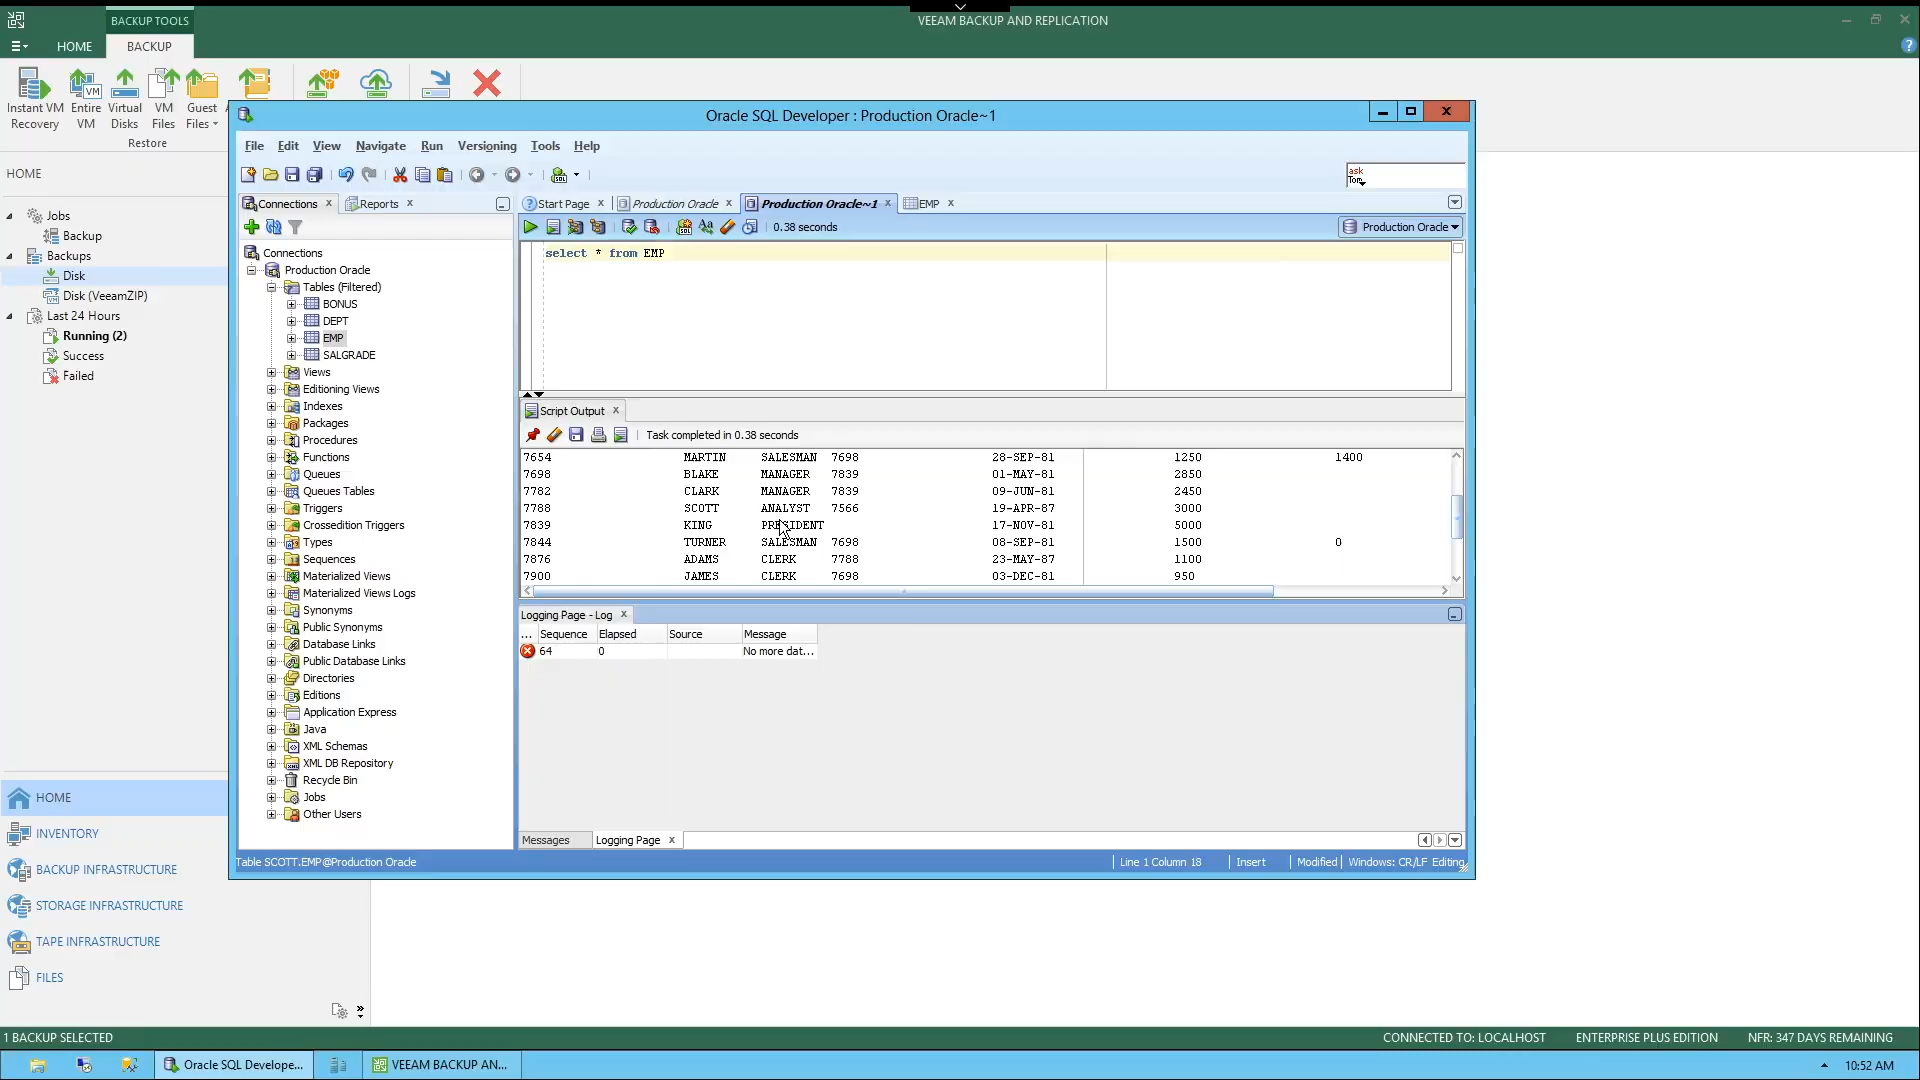 BACKUP TOOLS
VEEAM BACKUP AND REPLICATION
HOME
BACKUP
Instant VM Recovery
Entire VM
Virtual Disks
VM Files
Guest Files
Restore
Oracle SQL Developer : Production Oracle~1
File Edit View Navigate Run Versioning Tools Help
HOME
ask Tom
Jobs
Backup
Backups
Disk
Disk (VeeamZIP)
Last 24 Hours
Running (2)
Success
Failed
Connections
Reports
Start Page
Production Oracle
Production Oracle~1
EMP
0.38 seconds
Production Oracle
Connections
Production Oracle
Tables (Filtered)
BONUS
DEPT
EMP
SALGRADE
Views
Editioning Views
Indexes
Packages
Procedures
Functions
Queues
Queues Tables
Triggers
Crossedition Triggers
Types
Sequences
Materialized Views
Materialized Views Logs
Synonyms
Public Synonyms
Database Links
Public Database Links
Directories
Editions
Application Express
Java
XML Schemas
XML DB Repository
Recycle Bin
Jobs
Other Users
select * from EMP
Script Output
Task completed in 0.38 seconds
7654 MARTIN SALESMAN 7698 28-SEP-81 1250 1400
7698 BLAKE MANAGER 7839 01-MAY-81 2850
7782 CLARK MANAGER 7839 09-JUN-81 2450
7788 SCOTT ANALYST 7566 19-APR-87 3000
7839 KING PRESIDENT 17-NOV-81 5000
7844 TURNER SALESMAN 7698 08-SEP-81 1500 0
7876 ADAMS CLERK 7788 23-MAY-87 1100
7900 JAMES CLERK 7698 03-DEC-81 950
Logging Page - Log
... Sequence Elapsed Source Message
64 0 No more dat...
Messages
Logging Page
Table SCOTT.EMP@Production Oracle
Line 1 Column 18
Insert
Modified
Windows: CR/LF Editing
HOME
INVENTORY
BACKUP INFRASTRUCTURE
STORAGE INFRASTRUCTURE
TAPE INFRASTRUCTURE
FILES
1 BACKUP SELECTED
CONNECTED TO: LOCALHOST
ENTERPRISE PLUS EDITION
NFR: 347 DAYS REMAINING
Oracle SQL Develope...
VEEAM BACKUP AN...
10:52 AM